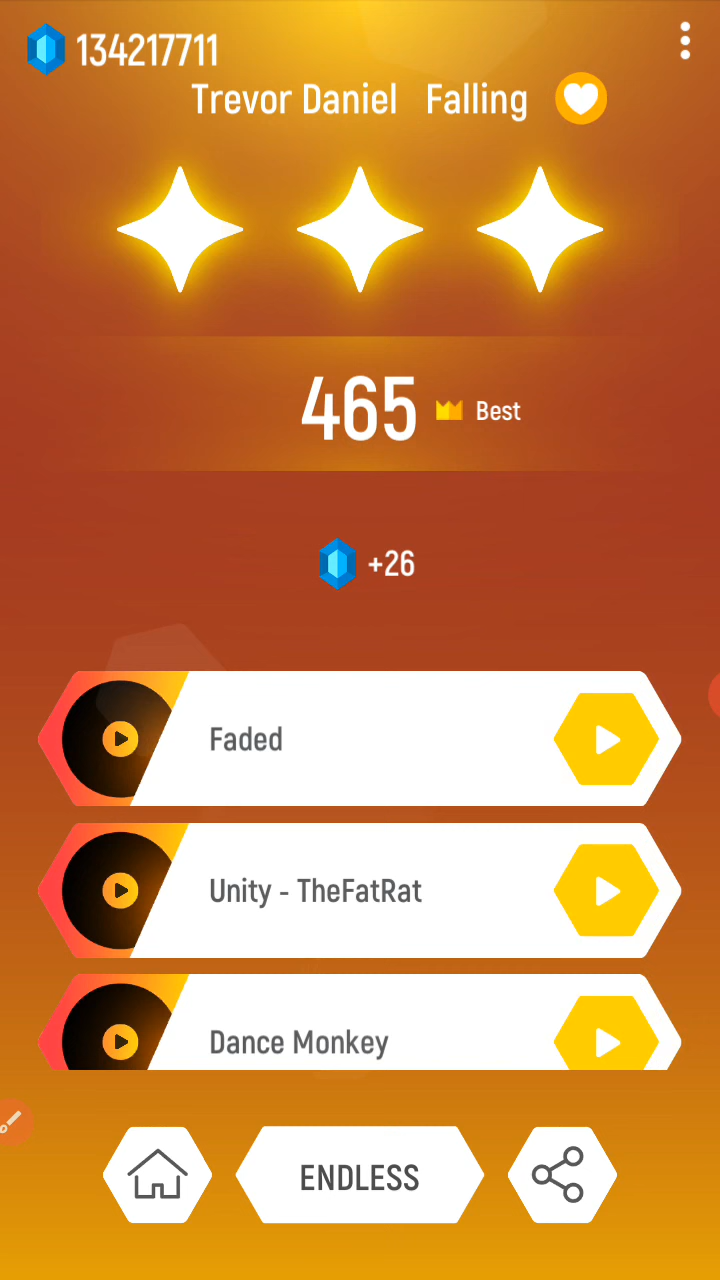 134217711
Trevor Daniel Falling
465 Best
+26
Faded
Unity - TheFatRat
Dance Monkey
ENDLESS